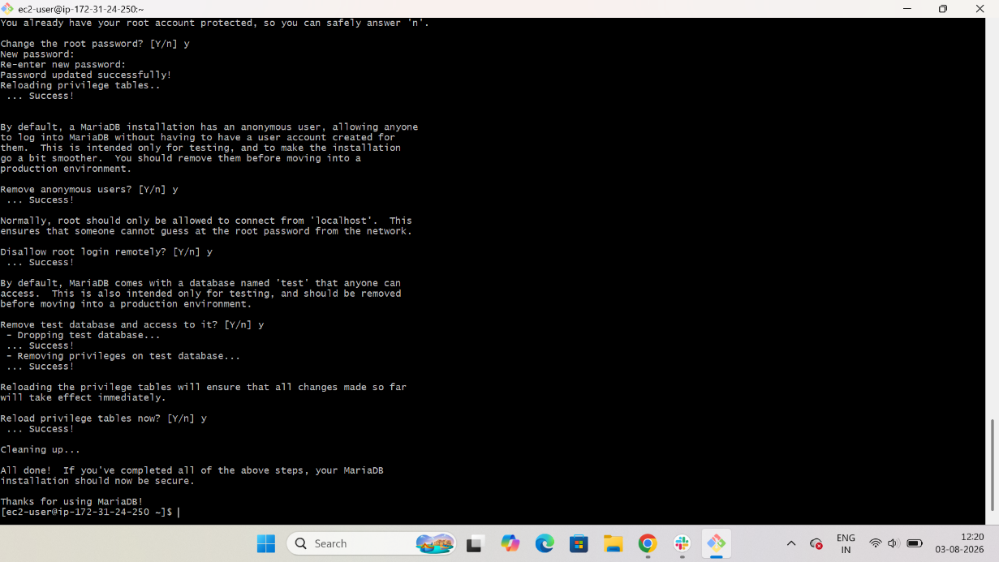 ec2-user@ip-172-31-24-250:~
You already have your root account protected, so you can safely answer 'n'.
Change the root password? [Y/n] y
New password:
Re-enter new password:
Password updated successfully!
Reloading privilege tables..
... Success!
By default, a MariaDB installation has an anonymous user, allowing anyone
to log into MariaDB without having to have a user account created for
them.  This is intended only for testing, and to make the installation
go a bit smoother.  You should remove them before moving into a
production environment.
Remove anonymous users? [Y/n] y
... Success!
Normally, root should only be allowed to connect from 'localhost'.  This
ensures that someone cannot guess at the root password from the network.
Disallow root login remotely? [Y/n] y
... Success!
By default, MariaDB comes with a database named 'test' that anyone can
access.  This is also intended only for testing, and should be removed
before moving into a production environment.
Remove test database and access to it? [Y/n] y
- Dropping test database...
... Success!
- Removing privileges on test database...
... Success!
Reloading the privilege tables will ensure that all changes made so far
will take effect immediately.
Reload privilege tables now? [Y/n] y
... Success!
Cleaning up...
All done!  If you've completed all of the above steps, your MariaDB
installation should now be secure.
Thanks for using MariaDB!
[ec2-user@ip-172-31-24-250 ~]$
Search
ENG
IN
12:20
03-08-2026